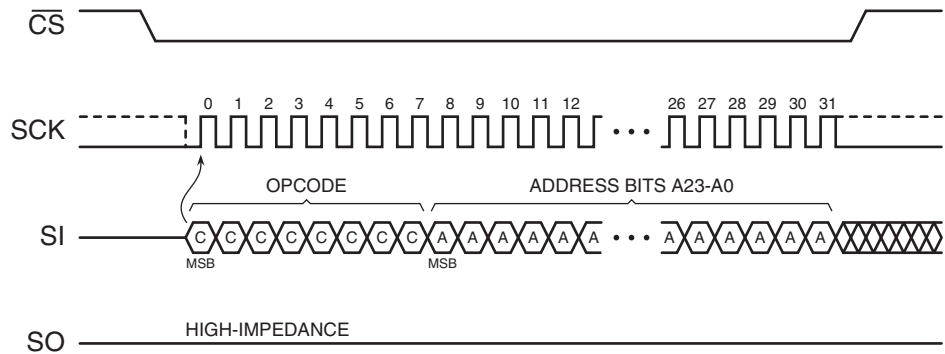 CS
0 1 2 3 4 5 6 7 8 9 10 11 12 26 27 28 29 30 31
SCK
OPCODE ADDRESS BITS A23-A0
SI C C C C C C C C A A A A A A A A A A A A
MSB MSB
HIGH-IMPEDANCE
SO